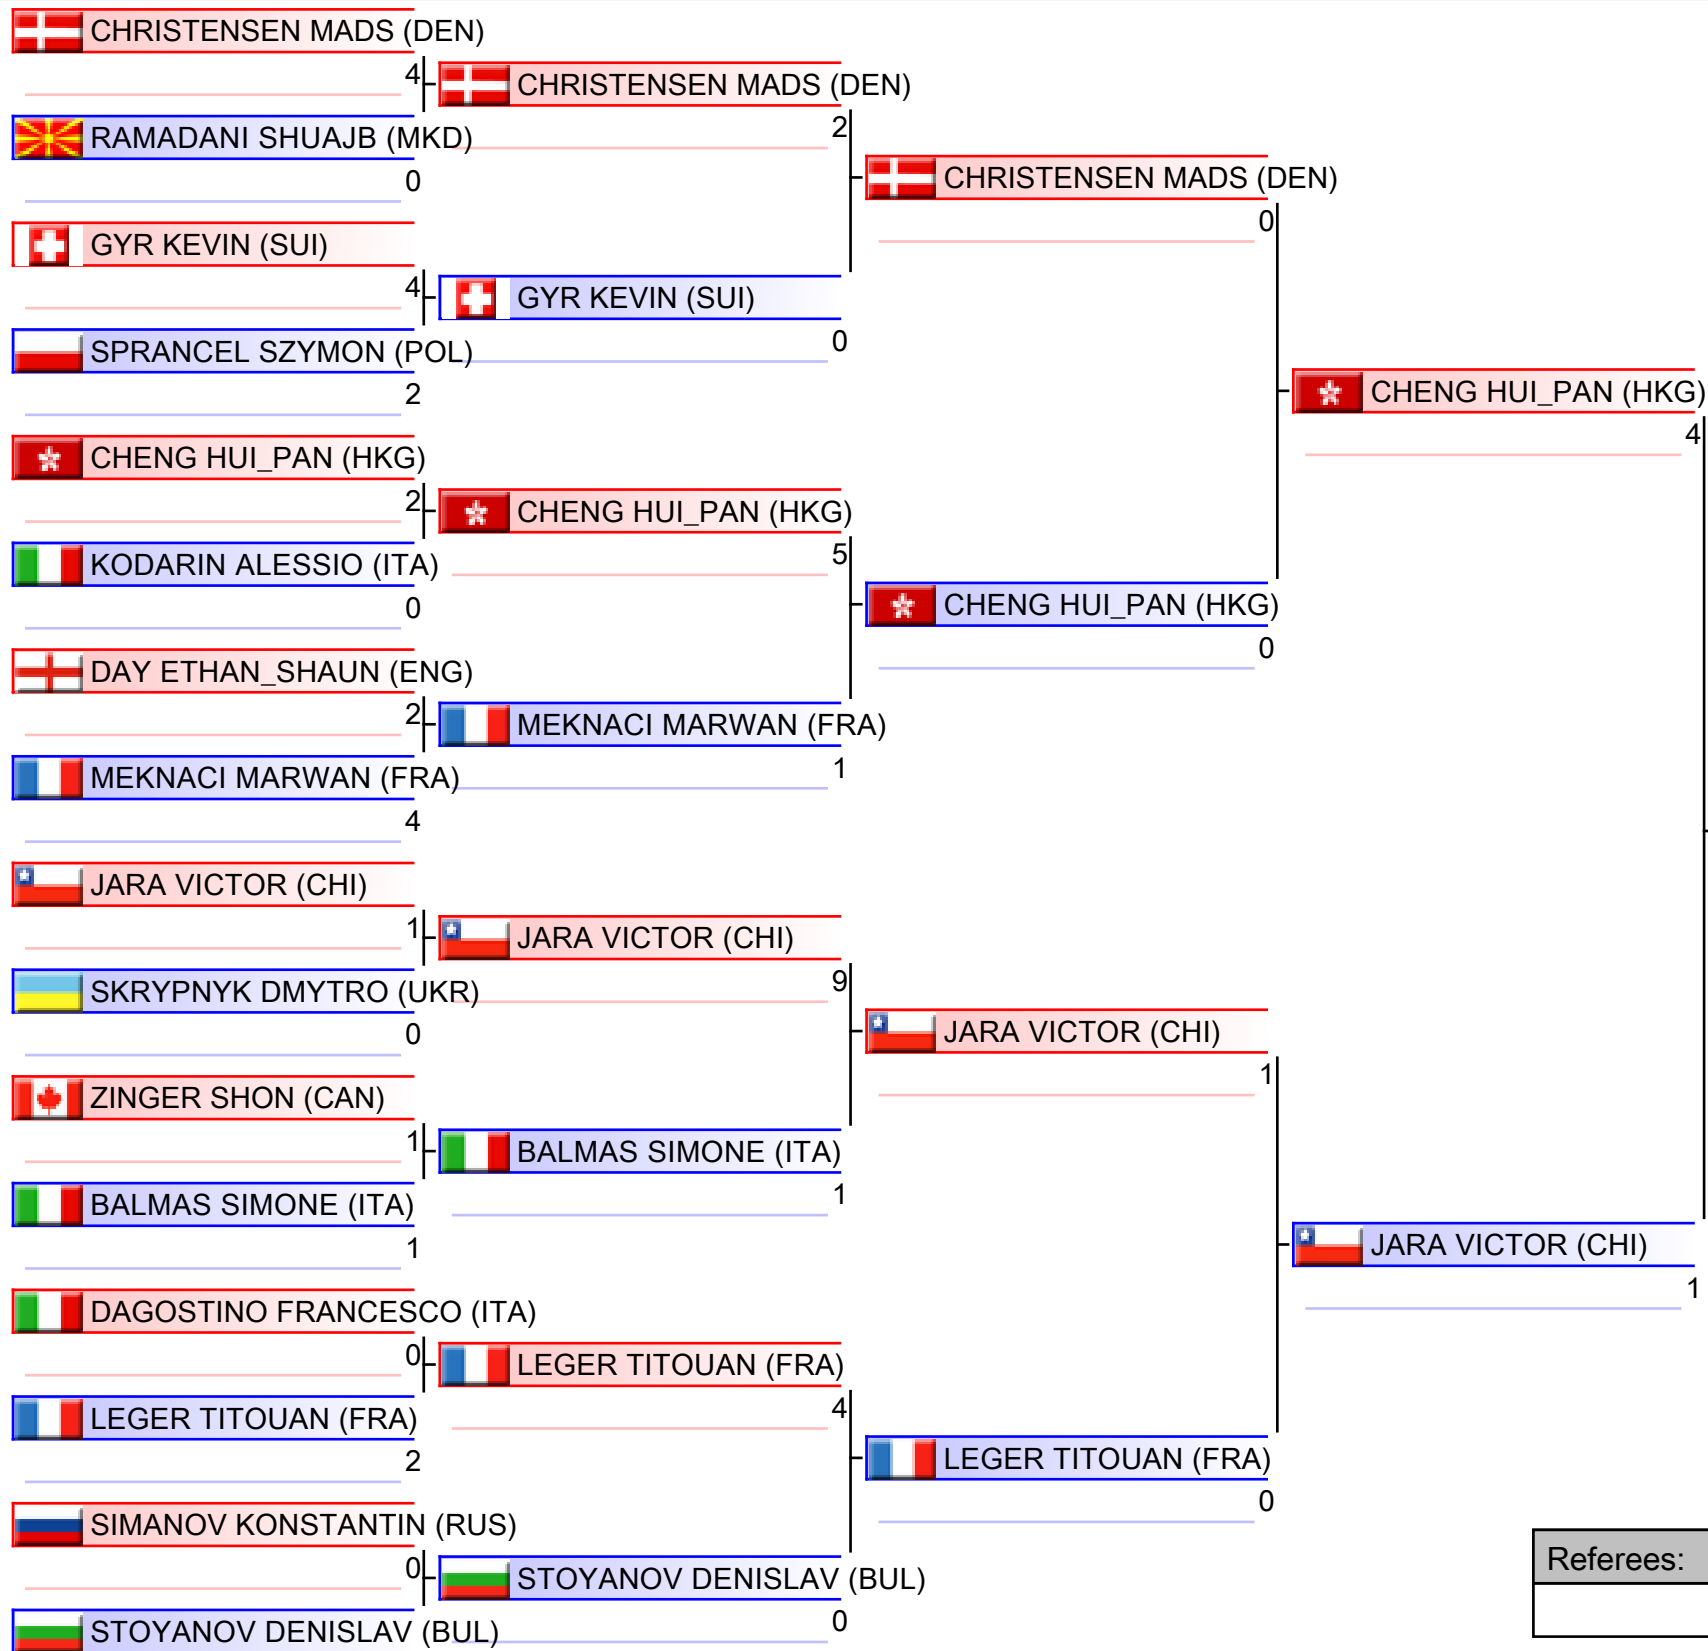 CHRISTENSEN MADS (DEN)
4
CHRISTENSEN MADS (DEN)
2
RAMADANI SHUAJB (MKD)
0
CHRISTENSEN MADS (DEN)
0
GYR KEVIN (SUI)
4
GYR KEVIN (SUI)
0
SPRANCEL SZYMON (POL)
2
CHENG HUI_PAN (HKG)
4
CHENG HUI_PAN (HKG)
2
CHENG HUI_PAN (HKG)
5
KODARIN ALESSIO (ITA)
0
CHENG HUI_PAN (HKG)
0
DAY ETHAN_SHAUN (ENG)
2
MEKNACI MARWAN (FRA)
1
MEKNACI MARWAN (FRA)
4
JARA VICTOR (CHI)
1
JARA VICTOR (CHI)
9
SKRYPNYK DMYTRO (UKR)
0
JARA VICTOR (CHI)
1
ZINGER SHON (CAN)
1
BALMAS SIMONE (ITA)
1
BALMAS SIMONE (ITA)
1
JARA VICTOR (CHI)
1
DAGOSTINO FRANCESCO (ITA)
0
LEGER TITOUAN (FRA)
4
LEGER TITOUAN (FRA)
2
LEGER TITOUAN (FRA)
0
SIMANOV KONSTANTIN (RUS)
0
STOYANOV DENISLAV (BUL)
0
STOYANOV DENISLAV (BUL)
Referees: